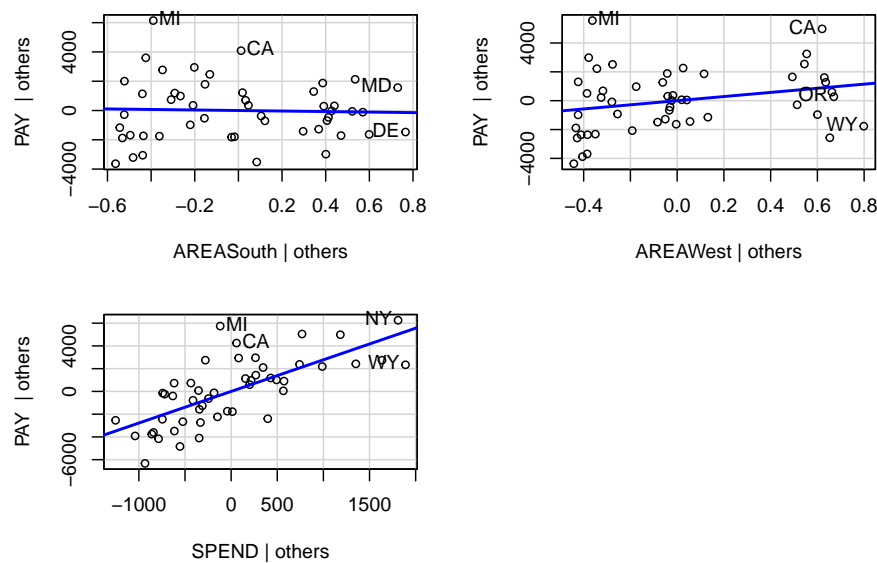 MI
CA
MD
DE
PAY | others
−4000 0 4000
−0.6 −0.2 0.2 0.4 0.6 0.8
AREASouth | others
MI
CA
OR
WY
PAY | others
−4000 0 4000
−0.4 0.0 0.2 0.4 0.6 0.8
AREAWest | others
MI
CA
NY
WY
PAY | others
−6000 0 4000
−1000 0 500 1500
SPEND | others